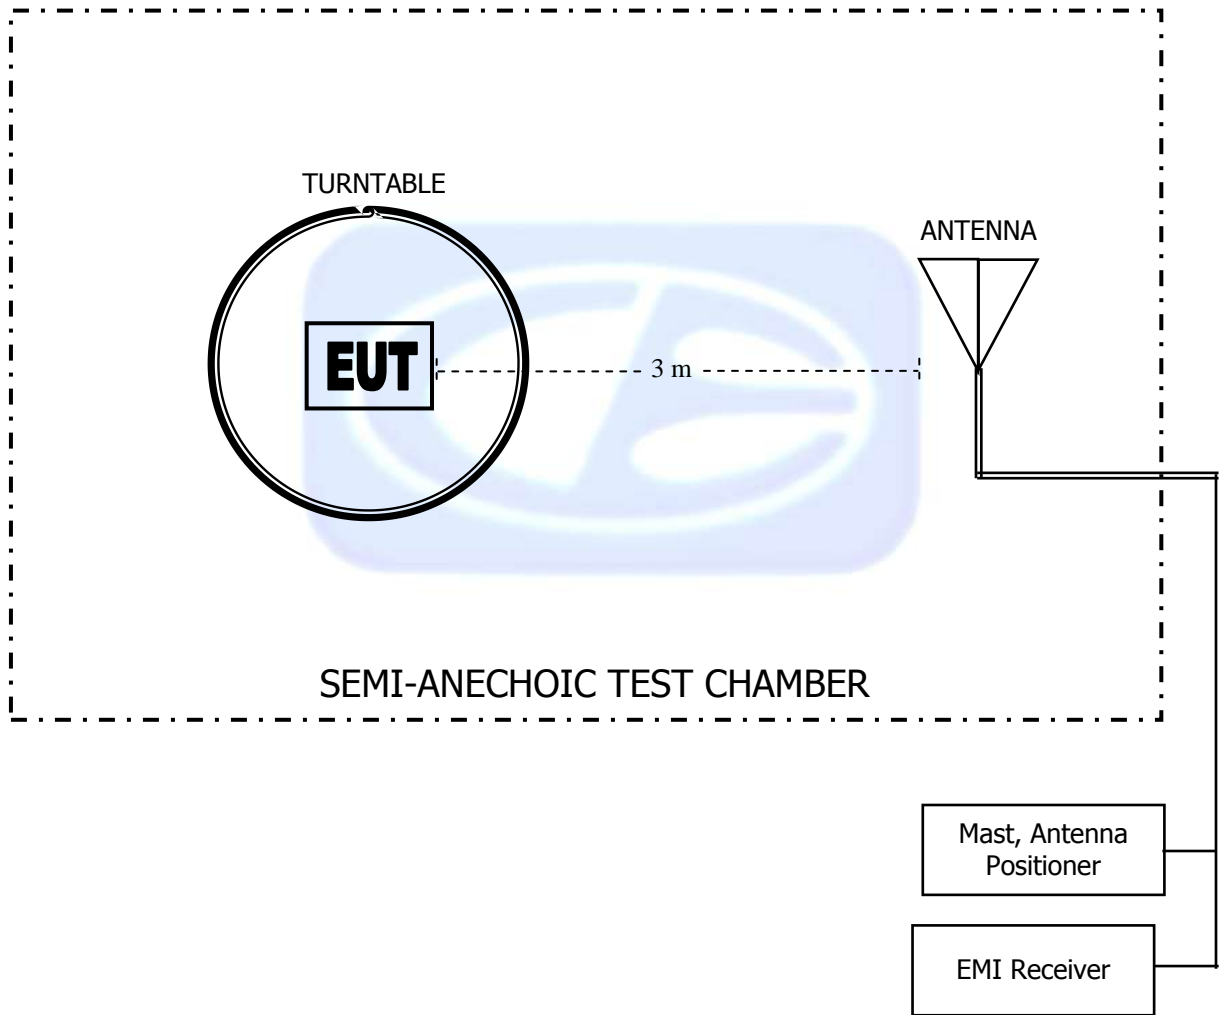 TURNTABLE
ANTENNA
EUT
3 m
SEMI-ANECHOIC TEST CHAMBER
Mast, Antenna
Positioner
EMI Receiver